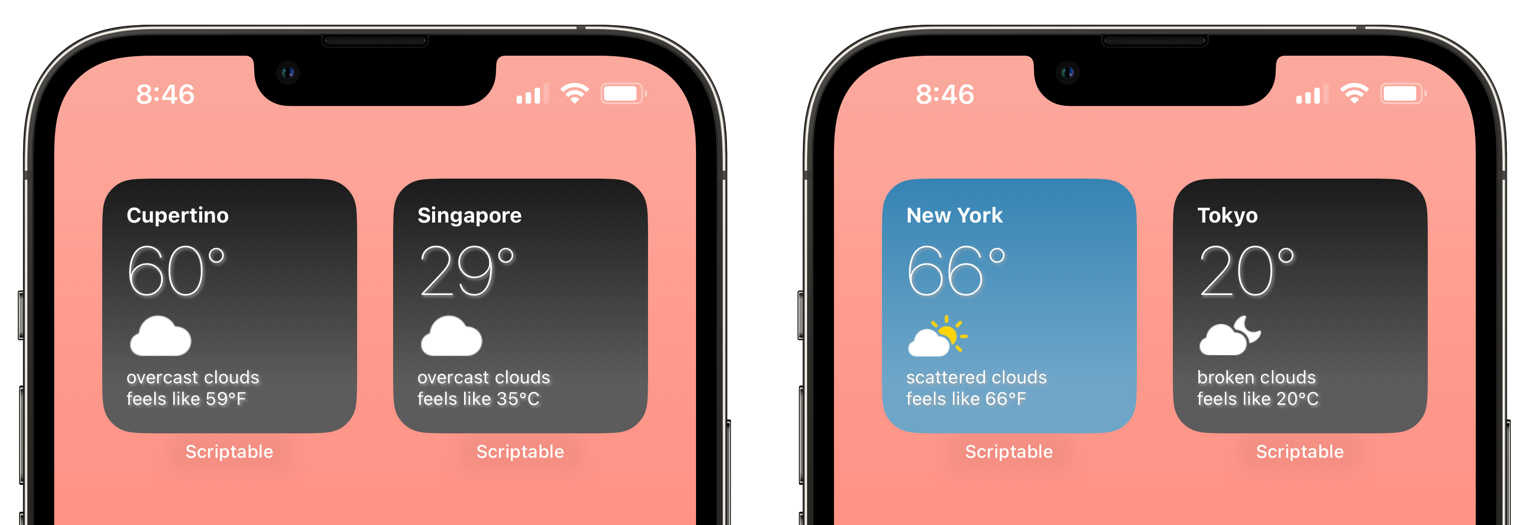 8:46
Cupertino
60°
overcast clouds
feels like 59°F
Scriptable
Singapore
29°
overcast clouds
feels like 35°C
Scriptable
8:46
New York
66°
scattered clouds
feels like 66°F
Scriptable
Tokyo
20°
broken clouds
feels like 20°C
Scriptable